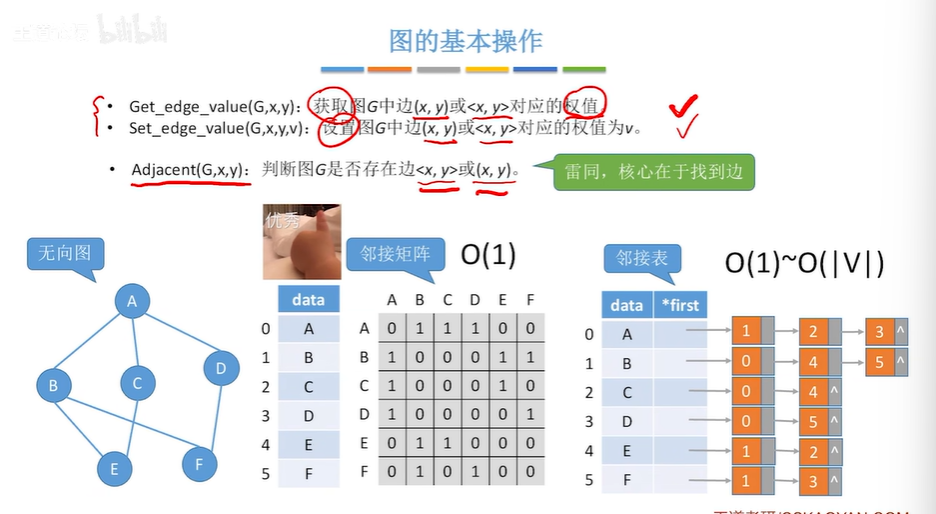 图的基本操作
• Get_edge_value(G,x,y)：获取图G中边(x, y)或<x, y>对应的权值。
• Set_edge_value(G,x,y,v)：设置图G中边(x, y)或<x, y>对应的权值为v。
• Adjacent(G,x,y)：判断图G是否存在边<x, y>或(x, y)。
雷同，核心在于找到边
无向图
A
B
C
D
E
F
优秀
邻接矩阵
O(1)
data
0 A
1 B
2 C
3 D
4 E
5 F
A B C D E F
A 0 1 1 1 0 0
B 1 0 0 0 1 1
C 1 0 0 0 1 0
D 1 0 0 0 0 1
E 0 1 1 0 0 0
F 0 1 0 1 0 0
邻接表
O(1)~O(|V|)
data *first
0 A 1 2 3 ^
1 B 0 4 5 ^
2 C 0 4 ^
3 D 0 5 ^
4 E 1 2 ^
5 F 1 3 ^